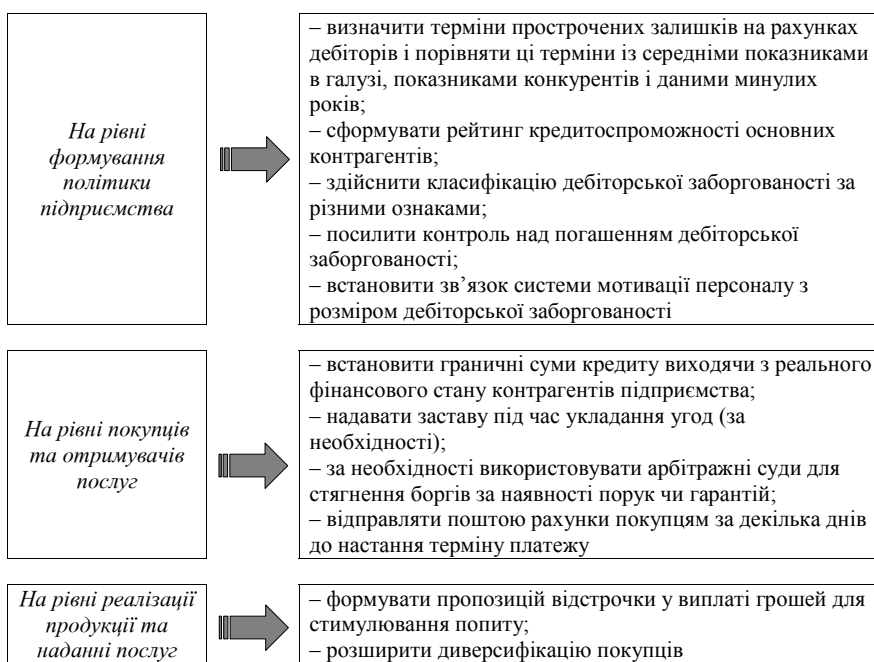 На рівні
формування
політики
підприємства
– визначити терміни прострочених залишків на рахунках
дебіторів і порівняти ці терміни із середніми показниками
в галузі, показниками конкурентів і даними минулих
років;
– сформувати рейтинг кредитоспроможності основних
контрагентів;
– здійснити класифікацію дебіторської заборгованості за
різними ознаками;
– посилити контроль над погашенням дебіторської
заборгованості;
– встановити зв’язок системи мотивації персоналу з
розміром дебіторської заборгованості
На рівні покупців
та отримувачів
послуг
– встановити граничні суми кредиту виходячи з реального
фінансового стану контрагентів підприємства;
– надавати заставу під час укладання угод (за
необхідності);
– за необхідності використовувати арбітражні суди для
стягнення боргів за наявності порук чи гарантій;
– відправляти поштою рахунки покупцям за декілька днів
до настання терміну платежу
На рівні реалізації
продукції та
наданні послуг
– формувати пропозицій відстрочки у виплаті грошей для
стимулювання попиту;
– розширити диверсифікацію покупців